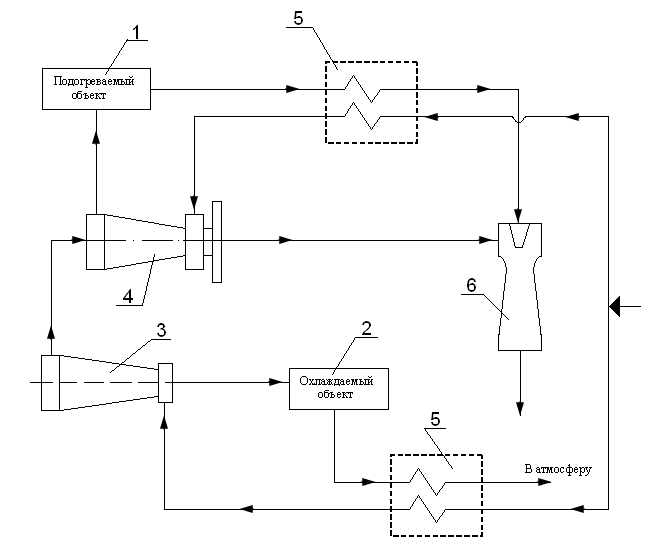 1
5
Подогреваемый
объект
4
6
3
2
Охлаждаемый
объект
5
В атмосферу